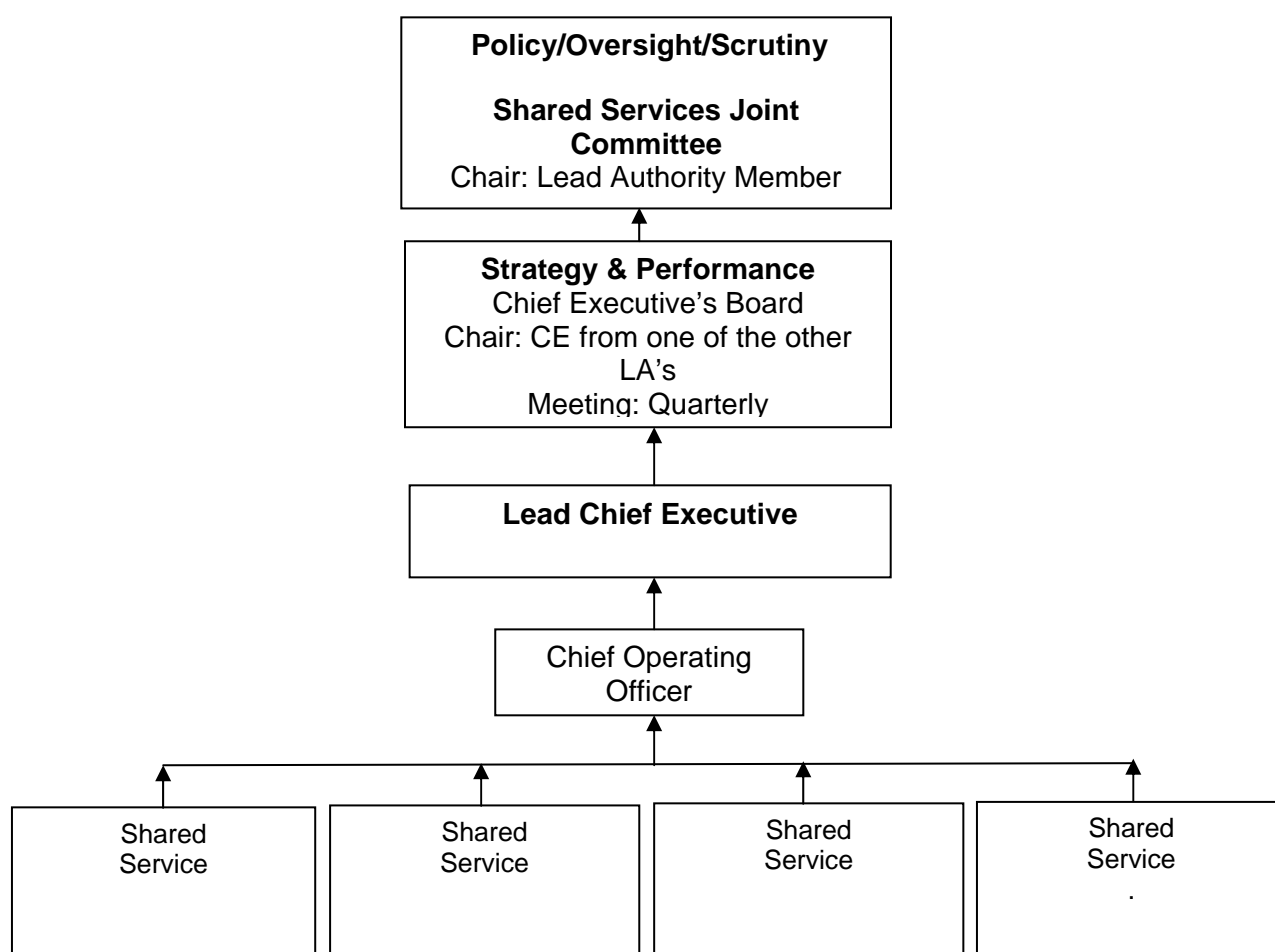 Policy/Oversight/Scrutiny
Shared Services Joint
Committee
Chair: Lead Authority Member
Strategy & Performance
Chief Executive’s Board
Chair: CE from one of the other
LA’s
Meeting: Quarterly
Lead Chief Executive
Chief Operating
Officer
Shared
Service
Shared
Service
Shared
Service
Shared
Service
.